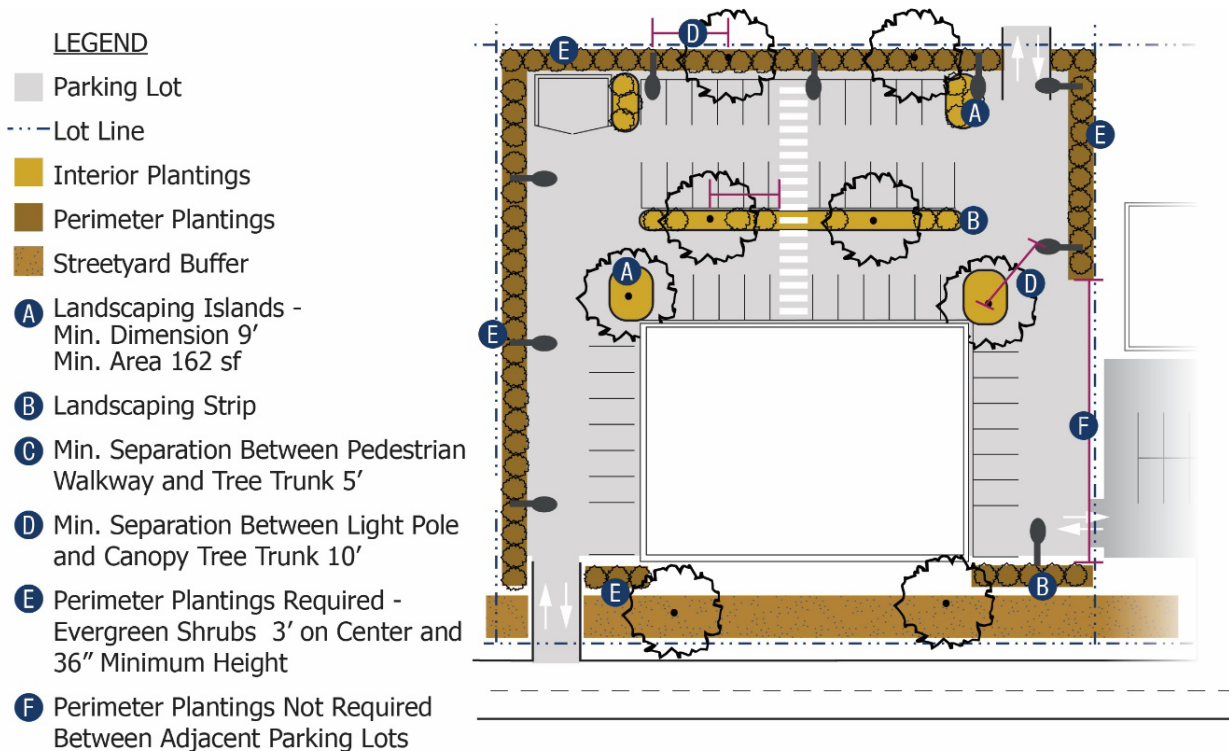 LEGEND
Parking Lot
Lot Line
Interior Plantings
Perimeter Plantings
Streetyard Buffer
A Landscaping Islands -
Min. Dimension 9’
Min. Area 162 sf
B Landscaping Strip
C Min. Separation Between Pedestrian
Walkway and Tree Trunk 5’
D Min. Separation Between Light Pole
and Canopy Tree Trunk 10’
E Perimeter Plantings Required -
Evergreen Shrubs 3’ on Center and
36” Minimum Height
F Perimeter Plantings Not Required
Between Adjacent Parking Lots
D
E
A
E
B
A
D
E
F
E
B